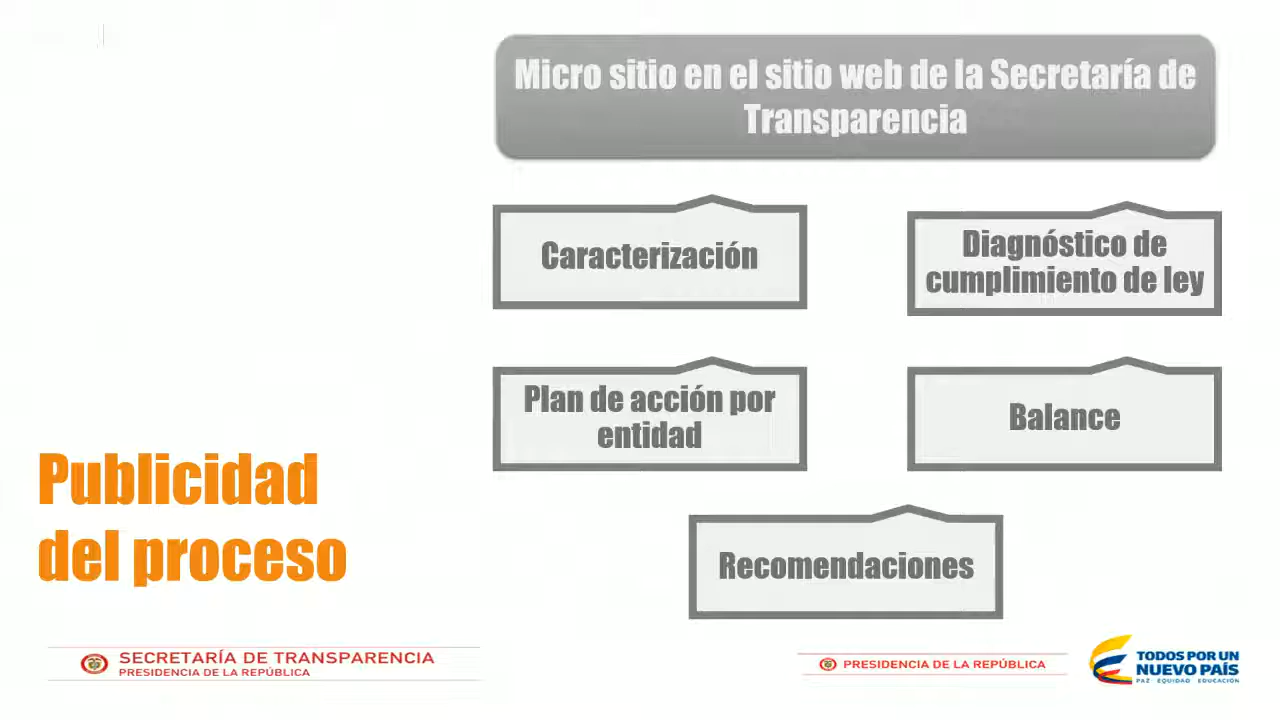 Micro sitio en el sitio web de la Secretaría de
Transparencia
Caracterización
Diagnóstico de
cumplimiento de ley
Plan de acción por
entidad
Balance
Recomendaciones
Publicidad
del proceso
SECRETARÍA DE TRANSPARENCIA
PRESIDENCIA DE LA REPÚBLICA
PRESIDENCIA DE LA REPÚBLICA
TODOS POR UN
NUEVO PAÍS
PAZ EQUIDAD EDUCACIÓN